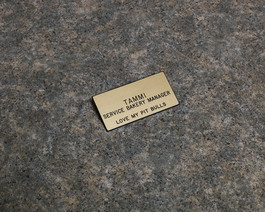 TAMMI
SERVICE BAKERY MANAGER
LOVE MY PIT BULLS